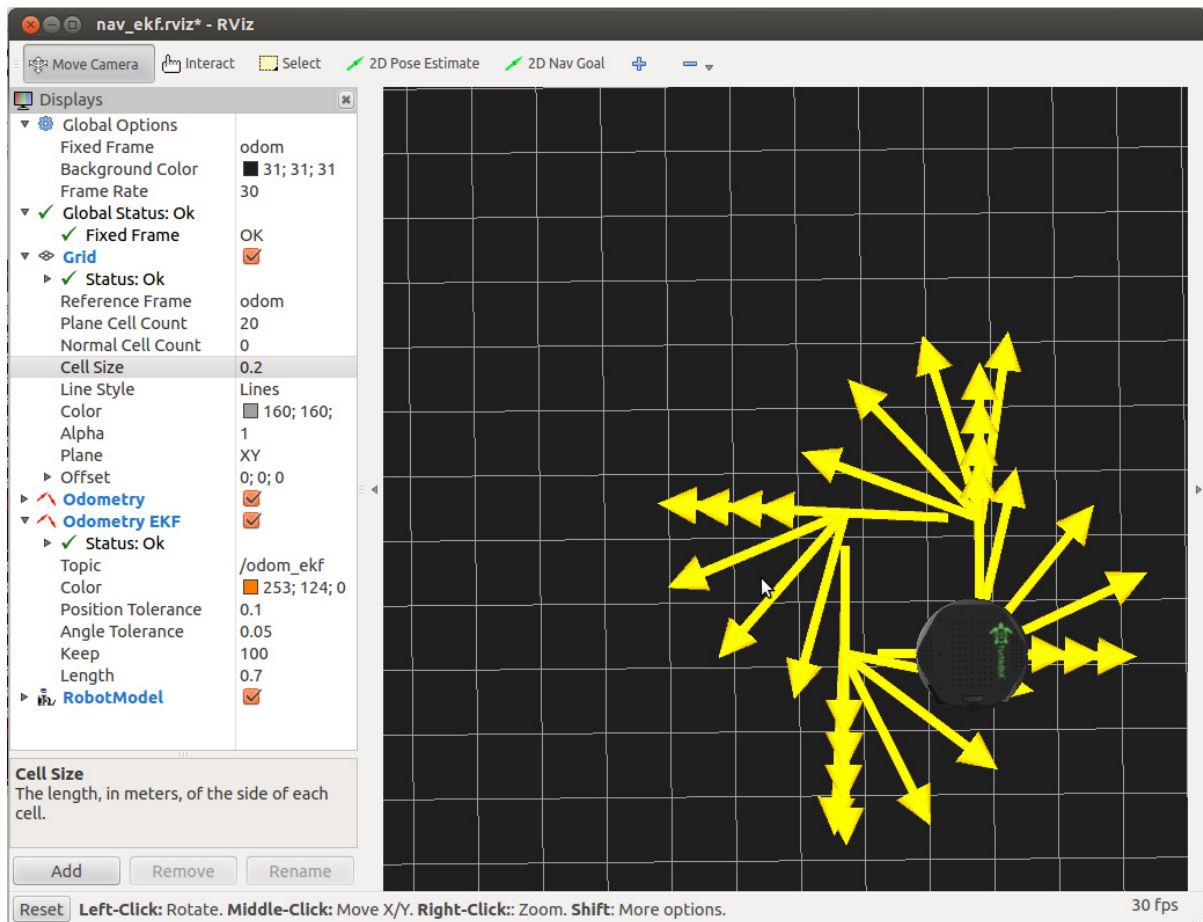 nav_ekf.rviz* - RViz
Move Camera Interact Select 2D Pose Estimate 2D Nav Goal
Displays
Global Options
Fixed Frame odom
Background Color 31; 31; 31
Frame Rate 30
Global Status: Ok
Fixed Frame OK
Grid
Status: Ok
Reference Frame odom
Plane Cell Count 20
Normal Cell Count 0
Cell Size 0.2
Line Style Lines
Color 160; 160;
Alpha 1
Plane XY
Offset 0; 0; 0
Odometry
Odometry EKF
Status: Ok
Topic /odom_ekf
Color 253; 124; 0
Position Tolerance 0.1
Angle Tolerance 0.05
Keep 100
Length 0.7
RobotModel
Cell Size
The length, in meters, of the side of each
cell.
Add Remove Rename
Reset Left-Click: Rotate. Middle-Click: Move X/Y. Right-Click:: Zoom. Shift: More options. 30 fps
TurtleBot